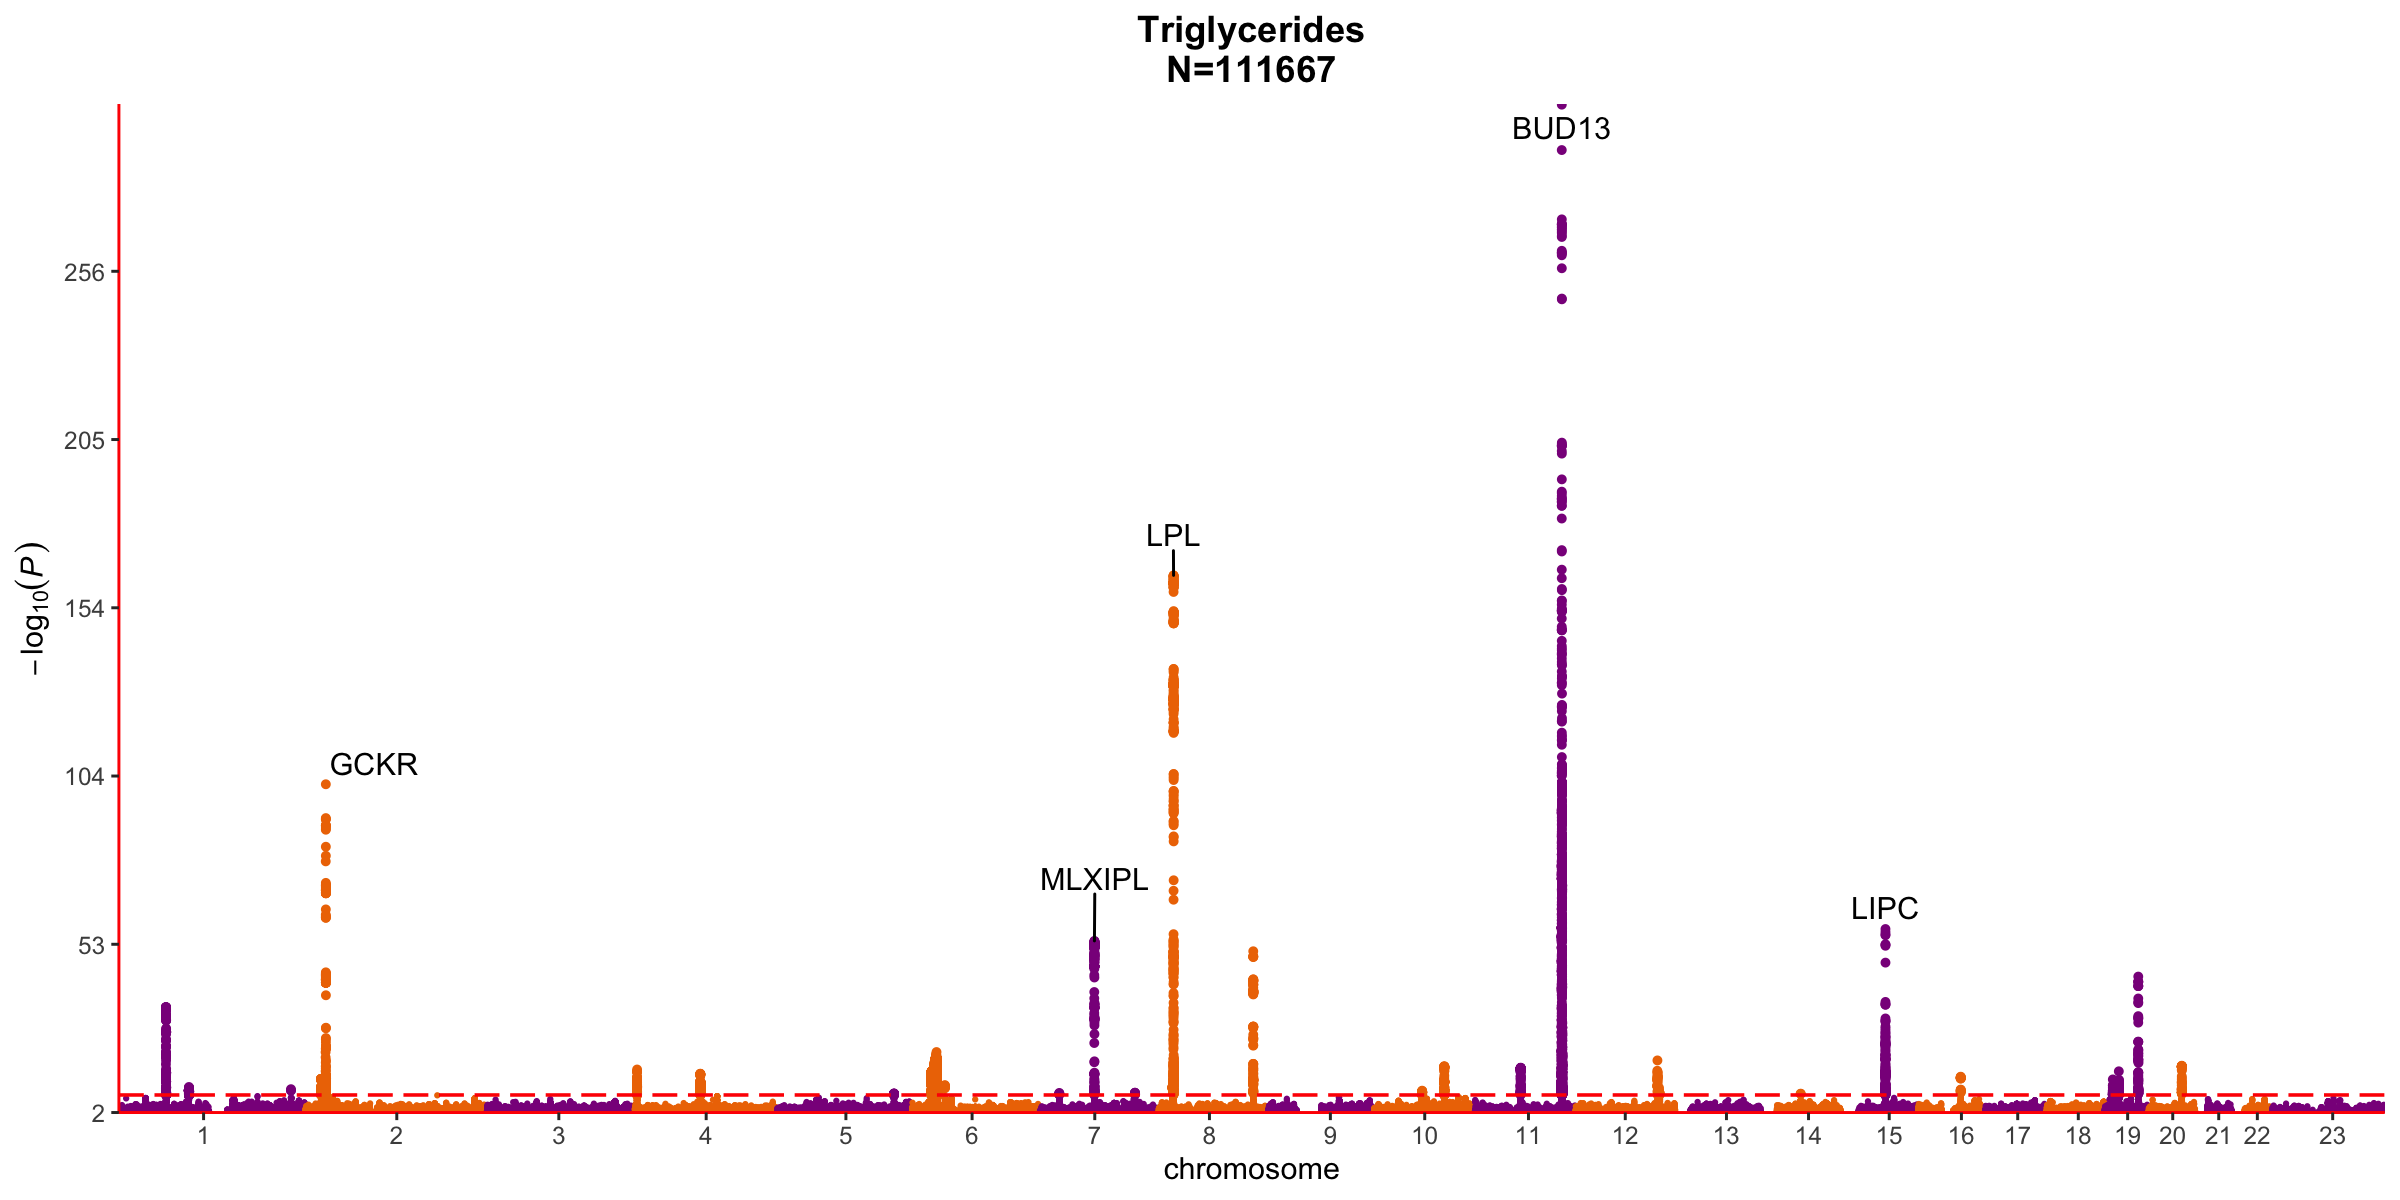 Triglycerides
N=111667
BUD13
256
205
LPL
154
−log10(P)
GCKR
104
MLXIPL
LIPC
53
2
1 2 3 4 5 6 7 8 9 10 11 12 13 14 15 16 17 18 19 20 21 22 23
chromosome